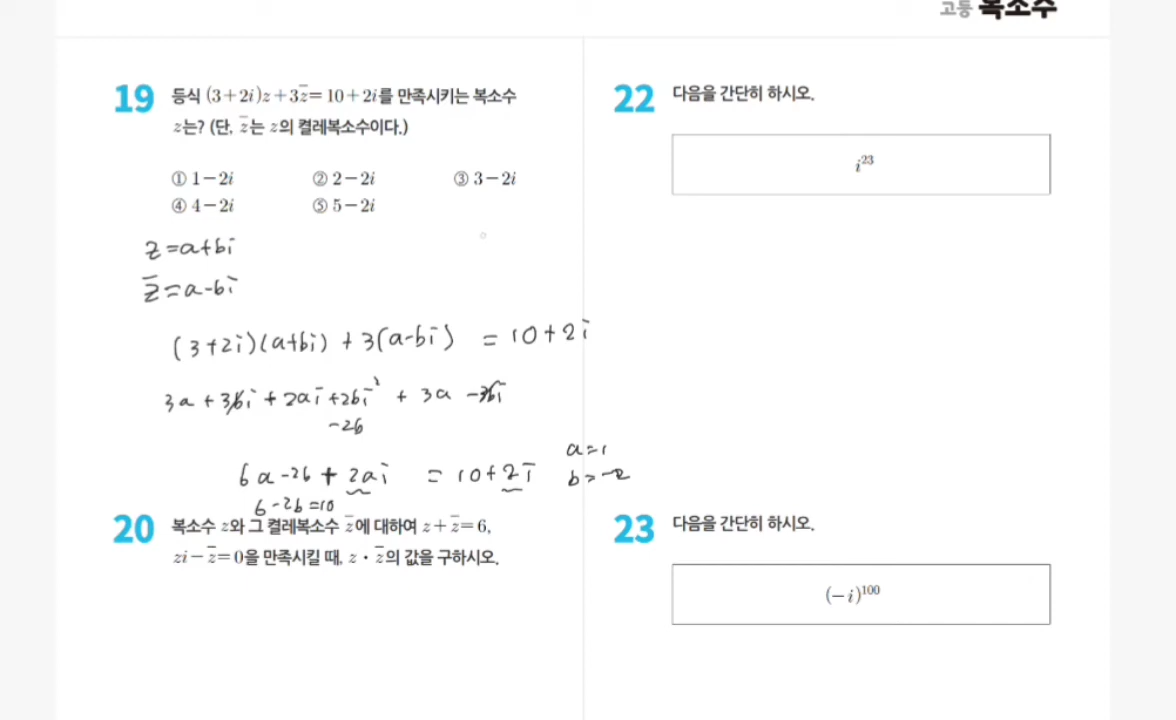 고등 복소수
19 등식 (3+2i)z+3z̅=10+2i를 만족시키는 복소수
z는? (단, z̅는 z의 켤레복소수이다.)
① 1-2i ② 2-2i ③ 3-2i
④ 4-2i ⑤ 5-2i
z=a+bi
z̅=a-bi
(3+2i)(a+bi)+3(a-bi) = 10+2i
3a+3bi+2ai+2bi²+3a-3bi
-2b
6a-2b+2ai = 10+2i
6-2b=10
a=1
b=-2
20 복소수 z와 그 켤레복소수 z̅에 대하여 z+z̅=6,
zi-z̅=0을 만족시킬 때, z·z̅의 값을 구하시오.
22 다음을 간단히 하시오.
i²³
23 다음을 간단히 하시오.
(-i)¹⁰⁰